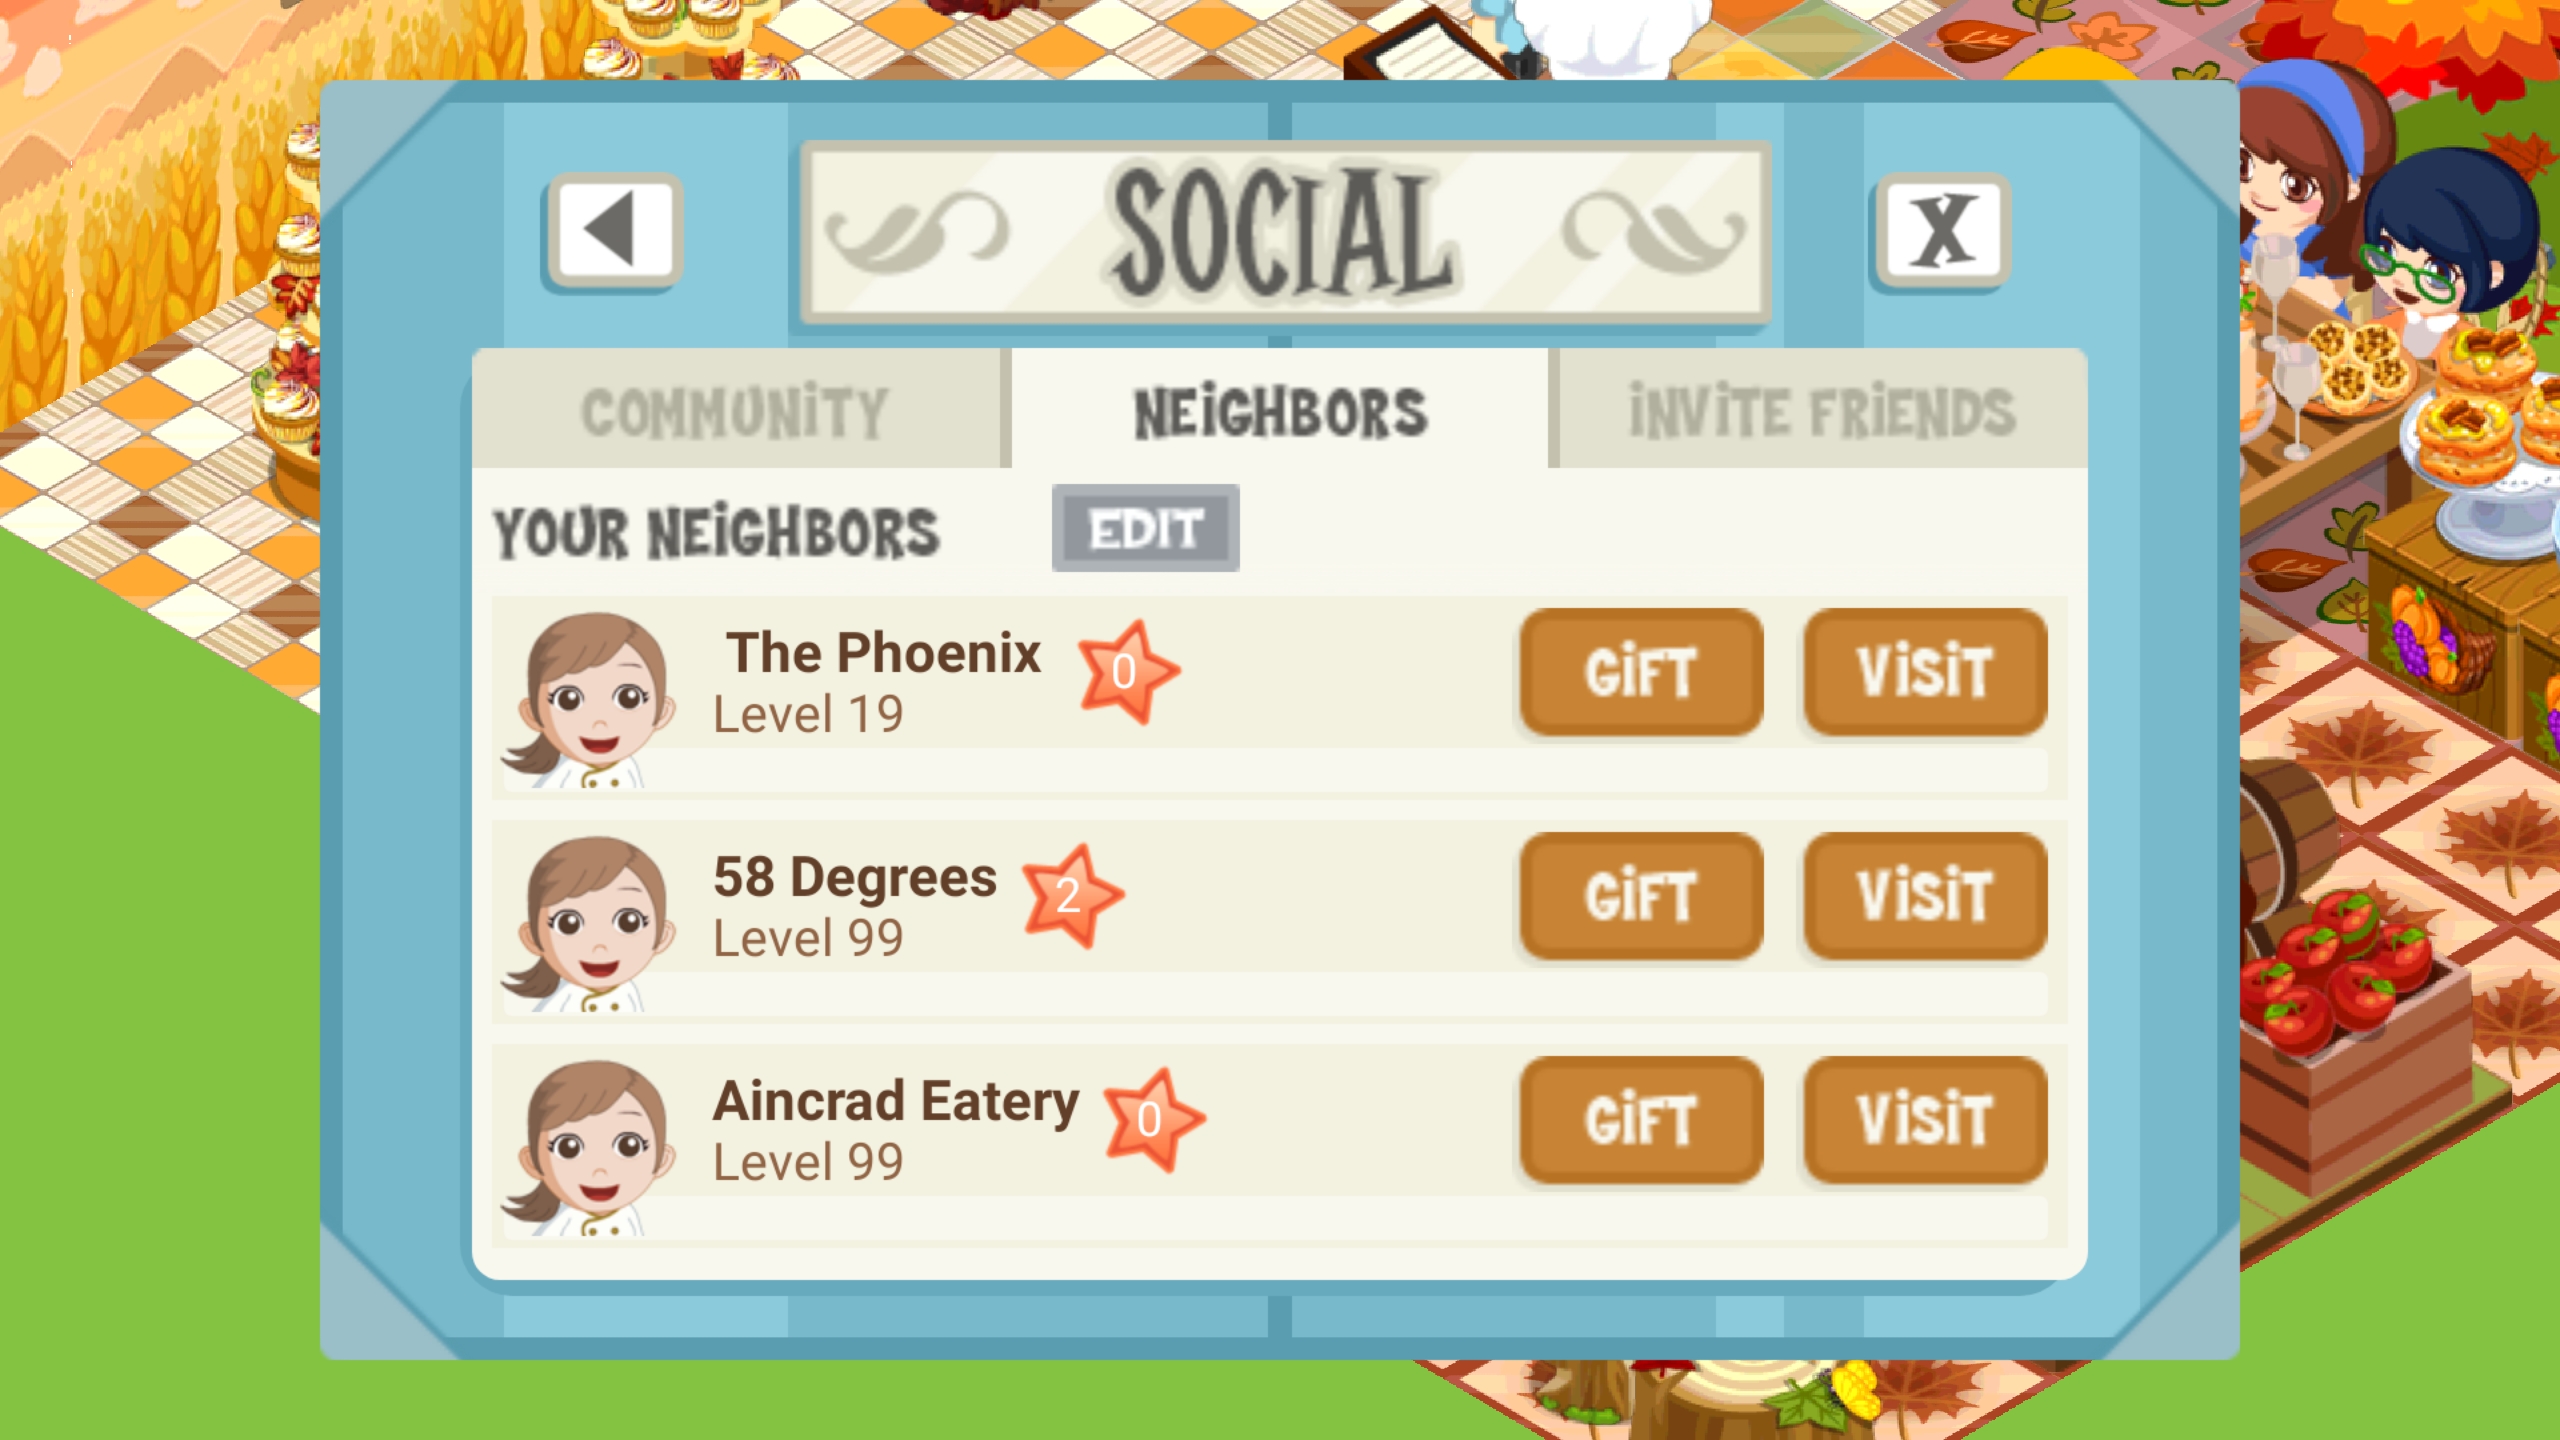 SOCIAL
X
COMMUNITY
NEIGHBORS
INVITE FRIENDS
YOUR NEIGHBORS
EDIT
The Phoenix
0
Level 19
GIFT
VISIT
58 Degrees
2
Level 99
GIFT
VISIT
Aincrad Eatery
0
Level 99
GIFT
VISIT